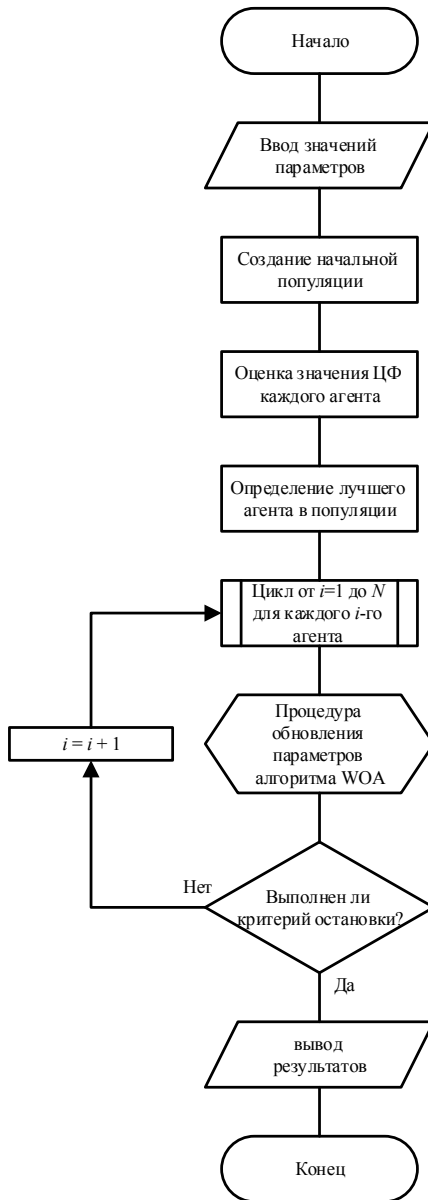 Начало
Ввод значений
параметров
Создание начальной
популяции
Оценка значения ЦФ
каждого агента
Определение лучшего
агента в популяции
Цикл от i=1 до N
для каждого i-го
агента
Процедура
обновления
параметров
алгоритма WOA
i = i + 1
Нет
Выполнен ли
критерий остановки?
Да
вывод
результатов
Конец